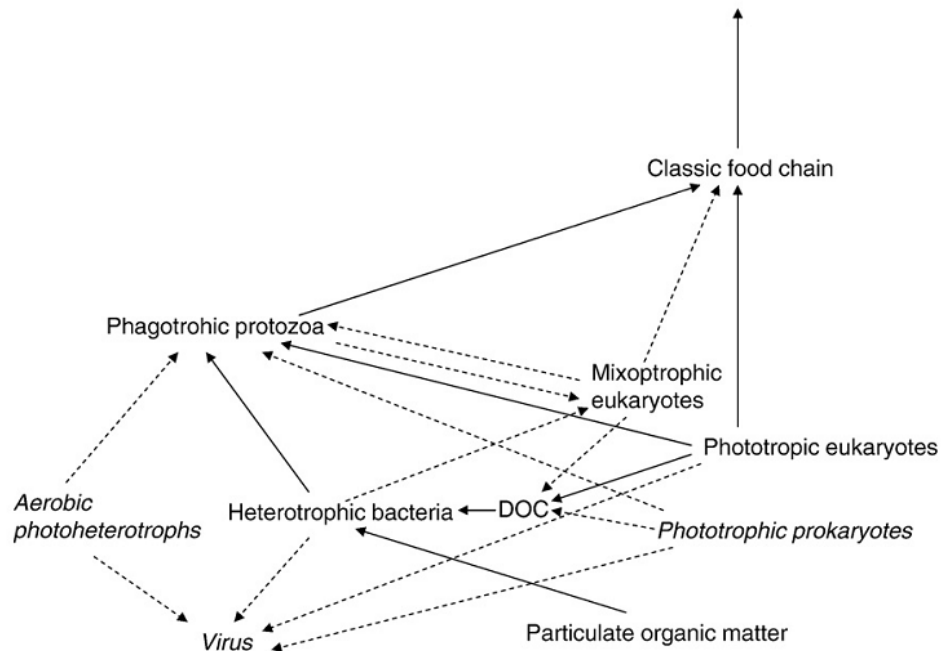 Classic food chain
Phagotrohic protozoa
Mixoptrophic
eukaryotes
Phototropic eukaryotes
Aerobic
photoheterotrophs
Heterotrophic bacteria
DOC
Phototrophic prokaryotes
Virus
Particulate organic matter